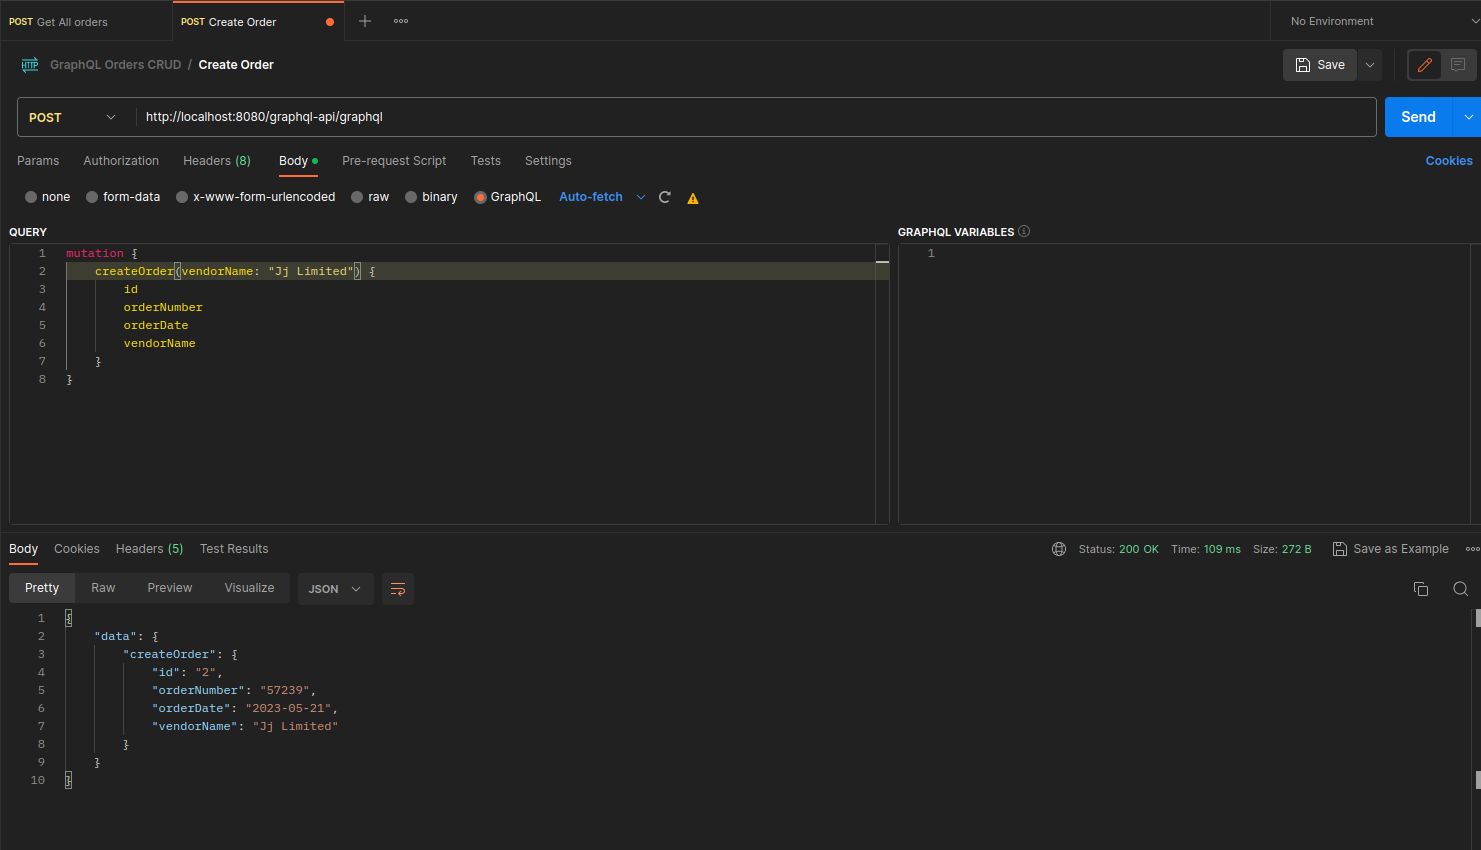 POST Get All orders
POST Create Order
No Environment
HTTP GraphQL Orders CRUD / Create Order
Save
POST
http://localhost:8080/graphql-api/graphql
Send
Params Authorization Headers (8) Body Pre-request Script Tests Settings
Cookies
none form-data x-www-form-urlencoded raw binary GraphQL Auto-fetch
QUERY
1 mutation {
2 createOrder(vendorName: "Jj Limited") {
3 id
4 orderNumber
5 orderDate
6 vendorName
7 }
8 }
GRAPHQL VARIABLES
1
Body Cookies Headers (5) Test Results
Status: 200 OK Time: 109 ms Size: 272 B Save as Example
Pretty Raw Preview Visualize JSON
1 {
2 "data": {
3 "createOrder": {
4 "id": "2",
5 "orderNumber": "57239",
6 "orderDate": "2023-05-21",
7 "vendorName": "Jj Limited"
8 }
9 }
10 }